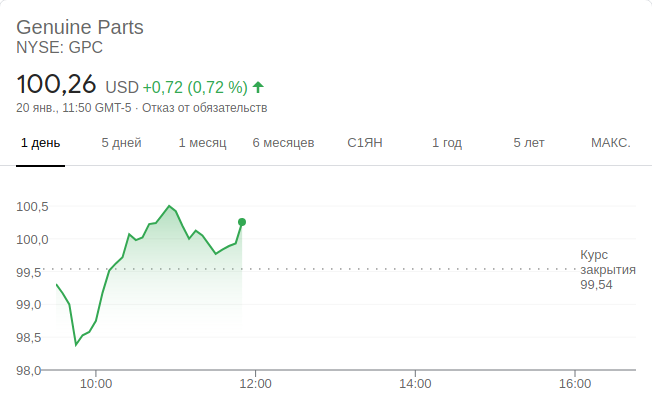 Genuine Parts
NYSE: GPC
100,26 USD +0,72 (0,72 %)
20 янв., 11:50 GMT-5 · Отказ от обязательств
1 день 5 дней 1 месяц 6 месяцев С1ЯН 1 год 5 лет МАКС.
100,5
100,0
99,5
99,0
98,5
98,0
Курс
закрытия
99,54
10:00 12:00 14:00 16:00